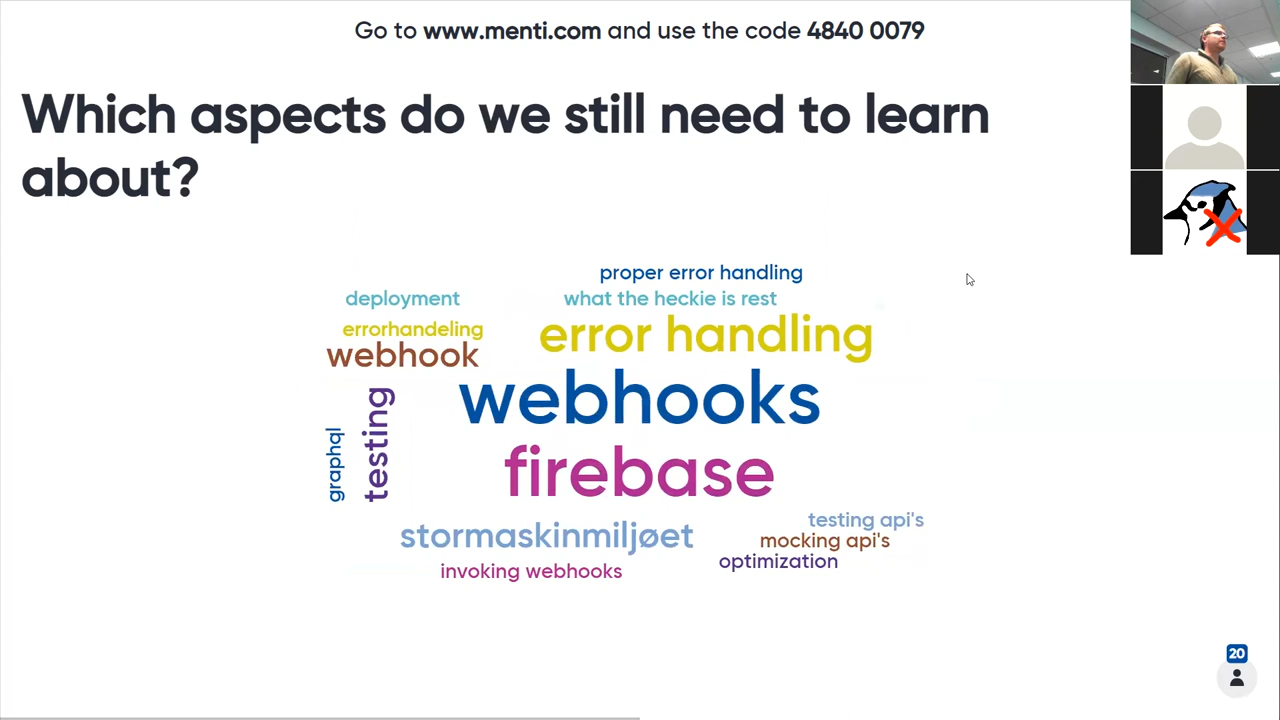 Go to www.menti.com and use the code 4840 0079
Which aspects do we still need to learn
about?
proper error handling
deployment
what the heckie is rest
errorhandeling
error handling
webhook
webhooks
testing
graphql
firebase
stormaskinmiljøet
testing api's
mocking api's
optimization
invoking webhooks
20